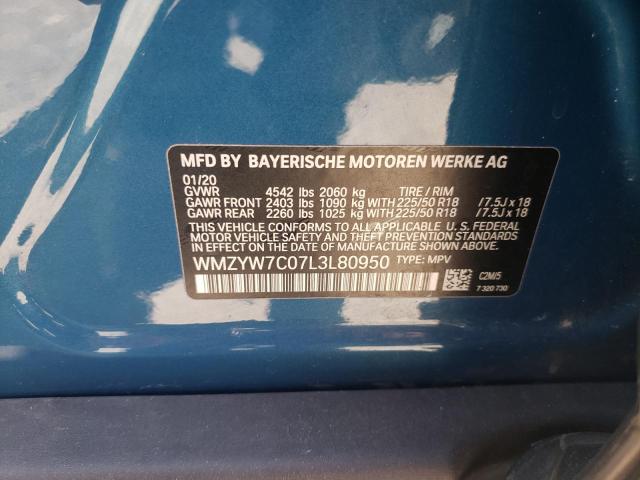 MFD BY BAYERISCHE MOTOREN WERKE AG
01/20
GVWR 4542 lbs 2060 kg TIRE / RIM
GAWR FRONT 2403 lbs 1090 kg WITH 225/50 R18 /7.5J x 18
GAWR REAR 2260 lbs 1025 kg WITH 225/50 R18 /7.5J x 18
THIS VEHICLE CONFORMS TO ALL APPLICABLE U. S. FEDERAL
MOTOR VEHICLE SAFETY AND THEFT PREVENTION STANDARDS
IN EFFECT ON THE DATE OF MANUFACTURE SHOWN ABOVE.
WMZYW7C07L3L80950 TYPE: MPV
C2M/5
7 320 730